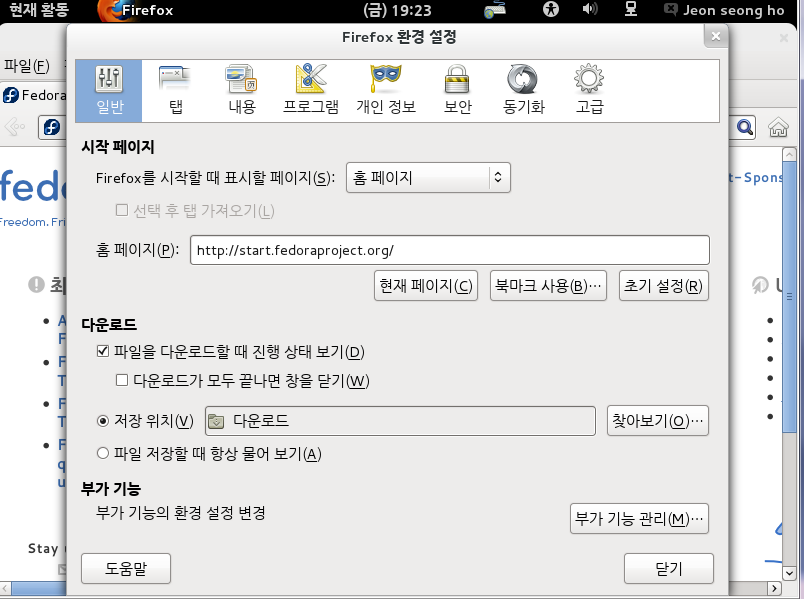 현재 활동 Firefox (금) 19:23 Jeon seong ho
Firefox 환경 설정
파일(F)
일반 탭 내용 프로그램 개인 정보 보안 동기화 고급
Fedora
시작 페이지
Firefox를 시작할 때 표시할 페이지(S): 홈 페이지
t-Spons
fed
선택 후 탭 가져오기(L)
Freedom. Fri
홈 페이지(P): http://start.fedoraproject.org/
현재 페이지(C) 북마크 사용(B)... 초기 설정(R)
최
다운로드
A
F
파일을 다운로드할 때 진행 상태 보기(D)
F
T
다운로드가 모두 끝나면 창을 닫기(W)
F
T
저장 위치(V) 다운로드 찾아보기(O)...
F
파일 저장할 때 항상 물어 보기(A)
q
u
부가 기능
부가 기능의 환경 설정 변경
부가 기능 관리(M)...
Stay
도움말 닫기